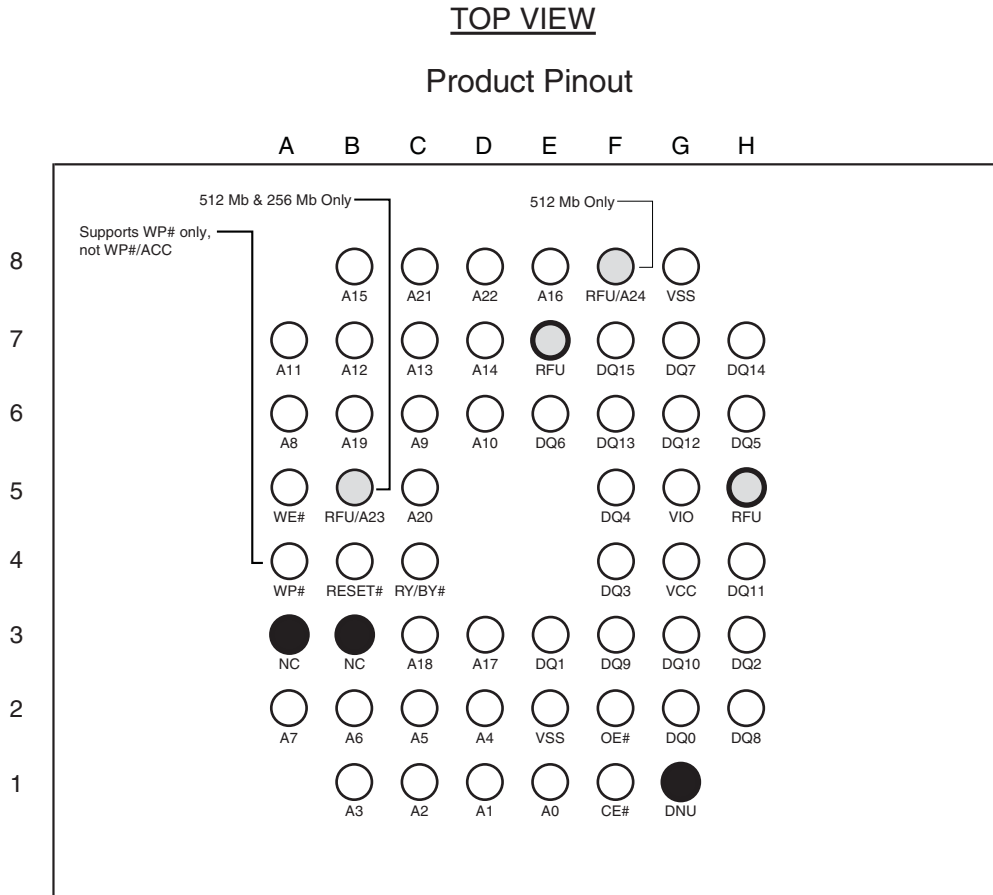 TOP VIEW
Product Pinout
A B C D E F G H
512 Mb & 256 Mb Only
512 Mb Only
Supports WP# only,
not WP#/ACC
8
A15 A21 A22 A16 RFU/A24 VSS
7
A11 A12 A13 A14 RFU DQ15 DQ7 DQ14
6
A8 A19 A9 A10 DQ6 DQ13 DQ12 DQ5
5
WE# RFU/A23 A20 DQ4 VIO RFU
4
WP# RESET# RY/BY# DQ3 VCC DQ11
3
NC NC A18 A17 DQ1 DQ9 DQ10 DQ2
2
A7 A6 A5 A4 VSS OE# DQ0 DQ8
1
A3 A2 A1 A0 CE# DNU